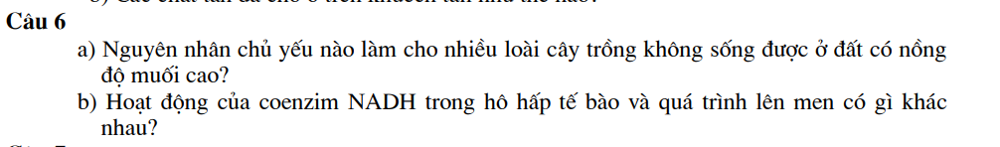 Câu 6
a) Nguyên nhân chủ yếu nào làm cho nhiều loài cây trồng không sống được ở đất có nồng
độ muối cao?
b) Hoạt động của coenzim NADH trong hô hấp tế bào và quá trình lên men có gì khác
nhau?